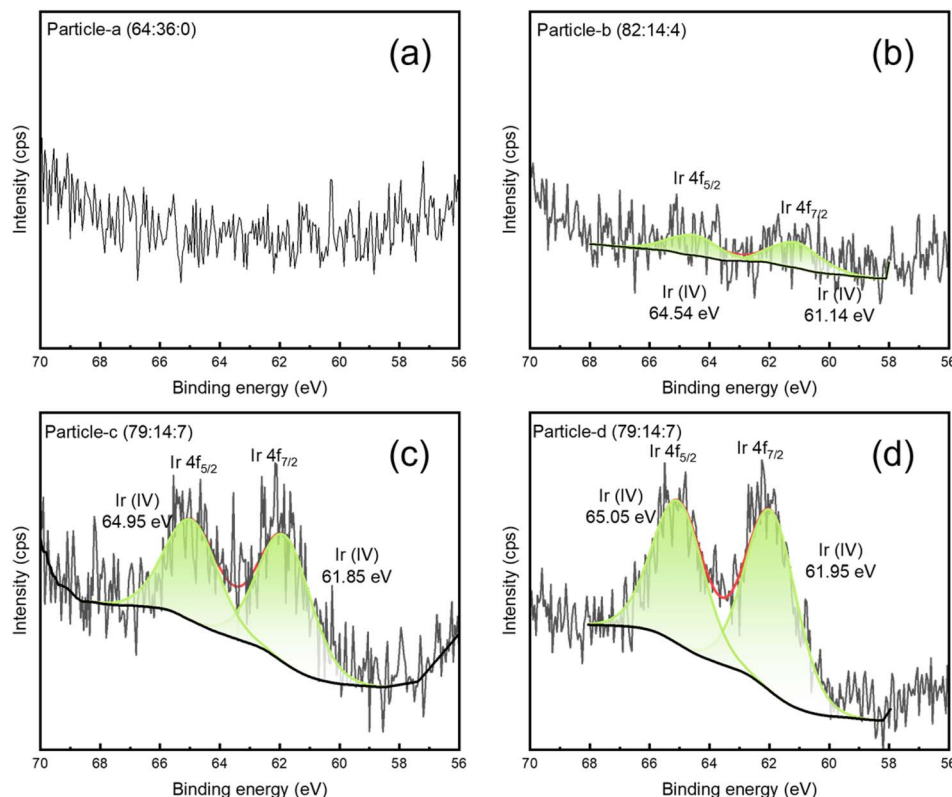 Particle-a (64:36:0)
(a)
Intensity (cps)
70 68 66 64 62 60 58 56
Binding energy (eV)
Particle-b (82:14:4)
(b)
Ir 4f5/2
Ir 4f7/2
Ir (IV)
64.54 eV
Ir (IV)
61.14 eV
Intensity (cps)
70 68 66 64 62 60 58 56
Binding energy (eV)
Particle-c (79:14:7)
(c)
Ir 4f5/2
Ir 4f7/2
Ir (IV)
64.95 eV
Ir (IV)
61.85 eV
Intensity (cps)
70 68 66 64 62 60 58 56
Binding energy (eV)
Particle-d (79:14:7)
(d)
Ir 4f5/2
Ir 4f7/2
Ir (IV)
65.05 eV
Ir (IV)
61.95 eV
Intensity (cps)
70 68 66 64 62 60 58 56
Binding energy (eV)